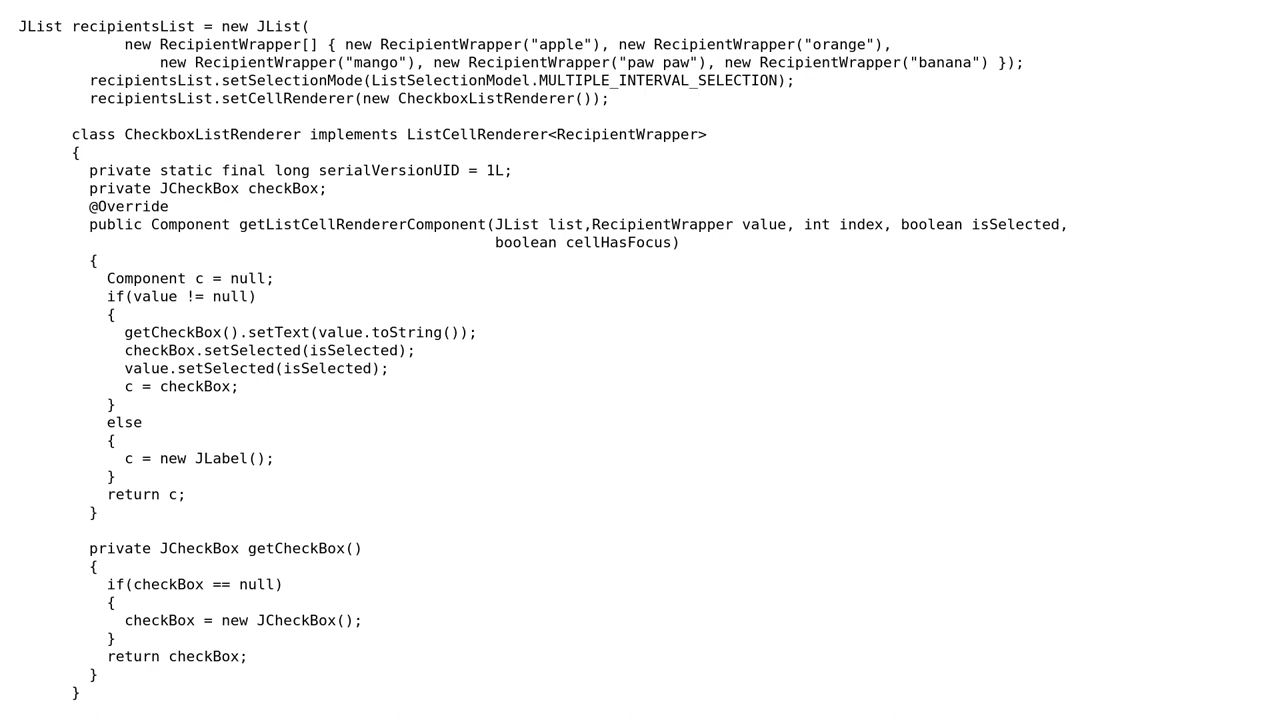 JList recipientsList = new JList(
            new RecipientWrapper[] { new RecipientWrapper("apple"), new RecipientWrapper("orange"),
                new RecipientWrapper("mango"), new RecipientWrapper("paw paw"), new RecipientWrapper("banana") });
        recipientsList.setSelectionMode(ListSelectionModel.MULTIPLE_INTERVAL_SELECTION);
        recipientsList.setCellRenderer(new CheckboxListRenderer());

      class CheckboxListRenderer implements ListCellRenderer<RecipientWrapper>
      {
        private static final long serialVersionUID = 1L;
        private JCheckBox checkBox;
        @Override
        public Component getListCellRendererComponent(JList list,RecipientWrapper value, int index, boolean isSelected,
                                                      boolean cellHasFocus)
        {
          Component c = null;
          if(value != null)
          {
            getCheckBox().setText(value.toString());
            checkBox.setSelected(isSelected);
            value.setSelected(isSelected);
            c = checkBox;
          }
          else
          {
            c = new JLabel();
          }
          return c;
        }

        private JCheckBox getCheckBox()
        {
          if(checkBox == null)
          {
            checkBox = new JCheckBox();
          }
          return checkBox;
        }
      }